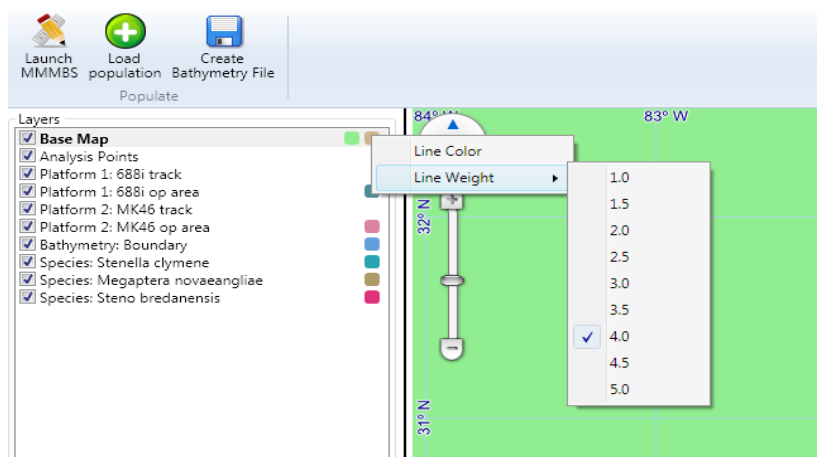 Launch MMMBS
Load population
Create Bathymetry File
Populate
Layers
Base Map
Analysis Points
Platform 1: 688i track
Platform 1: 688i op area
Platform 2: MK46 track
Platform 2: MK46 op area
Bathymetry: Boundary
Species: Stenella clymene
Species: Megaptera novaeangliae
Species: Steno bredanensis
83° W
Line Color
Line Weight
1.0
1.5
2.0
2.5
3.0
3.5
4.0
4.5
5.0
32° N
31° N